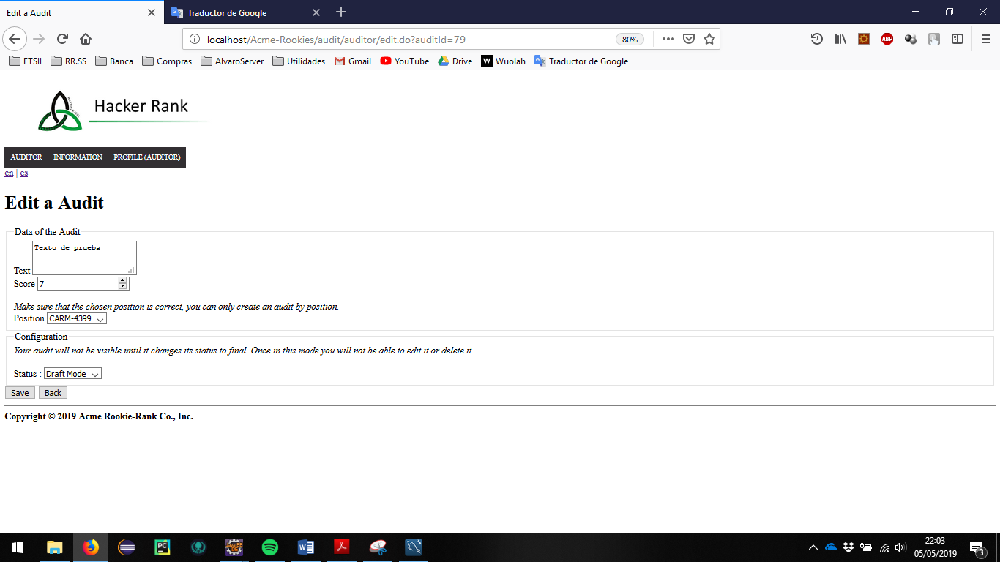 Edit a Audit
Traductor de Google
localhost/Acme-Rookies/audit/auditor/edit.do?auditId=79
80%
ABP
ETSII
RR.SS
Banca
Compras
AlvaroServer
Utilidades
Gmail
YouTube
Drive
W Wuolah
Traductor de Google
Hacker Rank
AUDITOR INFORMATION PROFILE (AUDITOR)
en | es
Edit a Audit
Data of the Audit
Texto de prueba
Text
Score 7
Make sure that the chosen position is correct, you can only create an audit by position.
Position CARM-4399
Configuration
Your audit will not be visible until it changes its status to final. Once in this mode you will not be able to edit it or delete it.
Status : Draft Mode
Save Back
Copyright © 2019 Acme Rookie-Rank Co., Inc.
PC
JAVA EE
IDE
W
22:03
05/05/2019
3